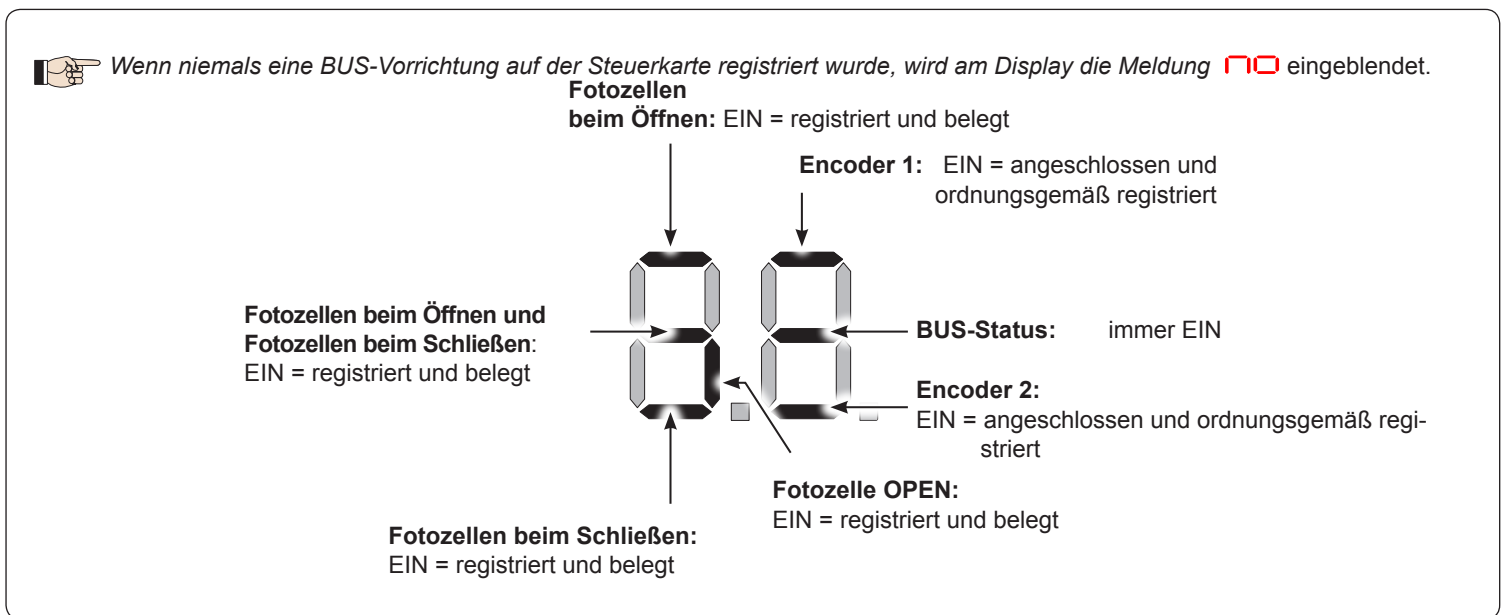 Wenn niemals eine BUS-Vorrichtung auf der Steuerkarte registriert wurde, wird am Display die Meldung no eingeblendet.
Fotozellen
beim Öffnen: EIN = registriert und belegt
Encoder 1: EIN = angeschlossen und
ordnungsgemäß registriert
Fotozellen beim Öffnen und
Fotozellen beim Schließen:
EIN = registriert und belegt
BUS-Status: immer EIN
Encoder 2:
EIN = angeschlossen und ordnungsgemäß regi-
striert
Fotozelle OPEN:
EIN = registriert und belegt
Fotozellen beim Schließen:
EIN = registriert und belegt